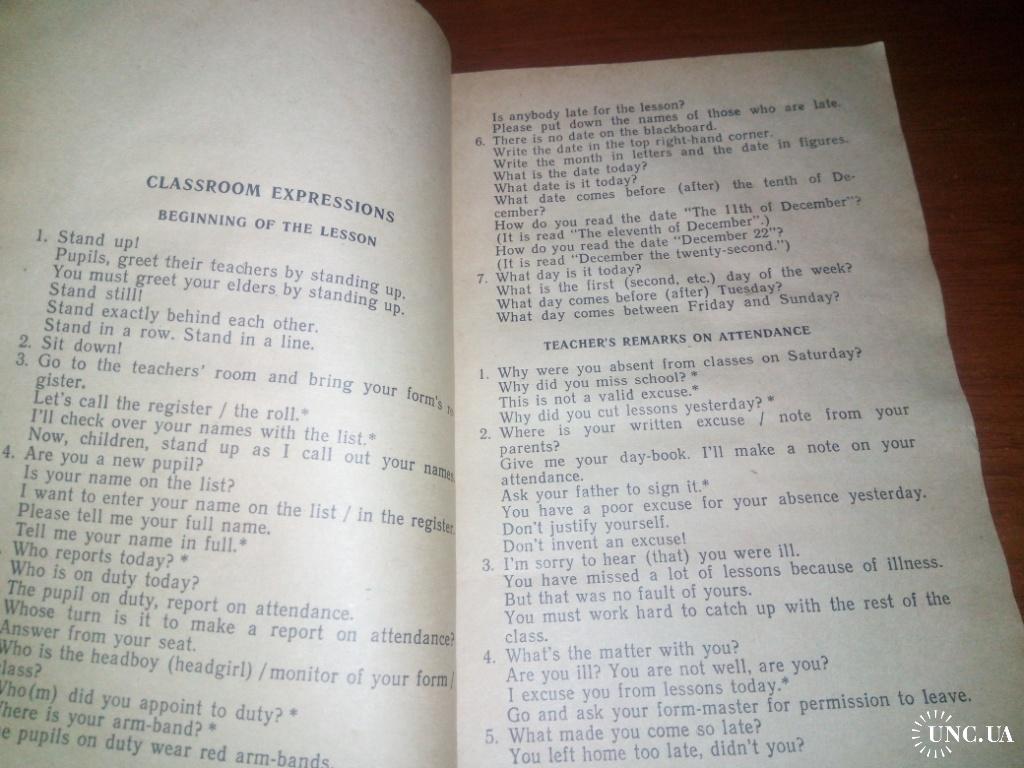 CLASSROOM EXPRESSIONS
BEGINNING OF THE LESSON
1. Stand up!
Pupils, greet their teachers by standing up.
You must greet your elders by standing up.
Stand still!
Stand exactly behind each other.
Stand in a row. Stand in a line.
2. Sit down!
3. Go to the teachers' room and bring your form's re
gister.
Let's call the register / the roll.*
I'll check over your names with the list.*
Now, children, stand up as I call out your names.
4. Are you a new pupil?
Is your name on the list?
I want to enter your name on the list / in the register.
Please tell me your full name.
Tell me your name in full.*
Who reports today? *
Who is on duty today?
The pupil on duty, report on attendance.
Whose turn is it to make a report on attendance?
Answer from your seat.
Who is the headboy (headgirl) / monitor of your form /
class?
Who(m) did you appoint to duty? *
here is your arm-band? *
e pupils on duty wear red arm-bands.
Is anybody late for the lesson?
Please put down the names of those who are late.
6. There is no date on the blackboard.
Write the date in the top right-hand corner.
Write the month in letters and the date in figures.
What is the date today?
What date is it today?
What date comes before (after) the tenth of De-
cember?
How do you read the date "The 11th of December"?
(It is read "The eleventh of December".)
How do you read the date "December 22"?
(It is read "December the twenty-second.")
7. What day is it today?
What is the first (second, etc.) day of the week?
What day comes before (after) Tuesday?
What day comes between Friday and Sunday?
TEACHER'S REMARKS ON ATTENDANCE
1. Why were you absent from classes on Saturday?
Why did you miss school? *
This is not a valid excuse.*
Why did you cut lessons yesterday? *
2. Where is your written excuse / note from your
parents?
Give me your day-book. I'll make a note on your
attendance.
Ask your father to sign it.*
You have a poor excuse for your absence yesterday.
Don't justify yourself.
Don't invent an excuse!
3. I'm sorry to hear (that) you were ill.
You have missed a lot of lessons because of illness.
But that was no fault of yours.
You must work hard to catch up with the rest of the
class.
4. What's the matter with you?
Are you ill? You are not well, are you?
I excuse you from lessons today.*
Go and ask your form-master for permission to leave.
5. What made you come so late?
You left home too late, didn't you?
UNC.UA